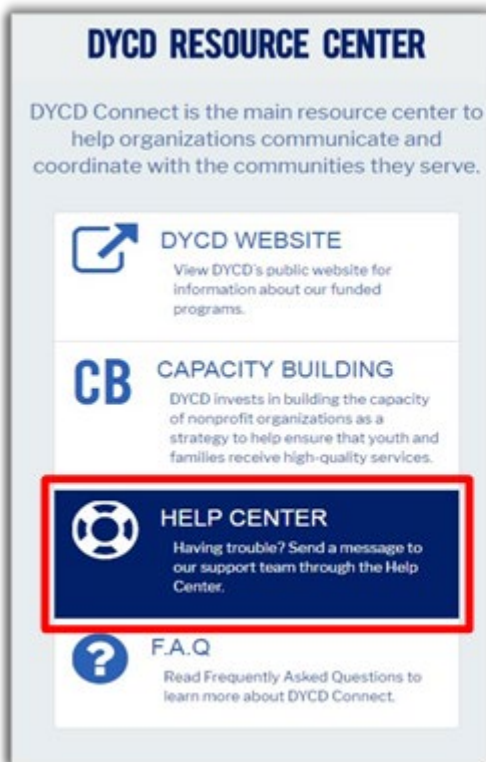 DYCD RESOURCE CENTER
DYCD Connect is the main resource center to
help organizations communicate and
coordinate with the communities they serve.
DYCD WEBSITE
View DYCD's public website for
information about our funded
programs.
CB
CAPACITY BUILDING
DYCD invests in building the capacity
of nonprofit organizations as a
strategy to help ensure that youth and
families receive high-quality services.
HELP CENTER
Having trouble? Send a message to
our support team through the Help
Center.
?
F.A.Q
Read Frequently Asked Questions to
learn more about DYCD Connect.